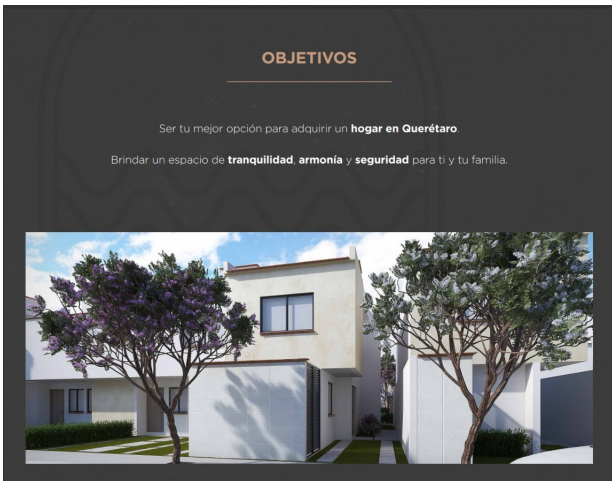 OBJETIVOS
Ser tu mejor opción para adquirir un hogar en Querétaro.
Brindar un espacio de tranquilidad, armonía y seguridad para ti y tu familia.